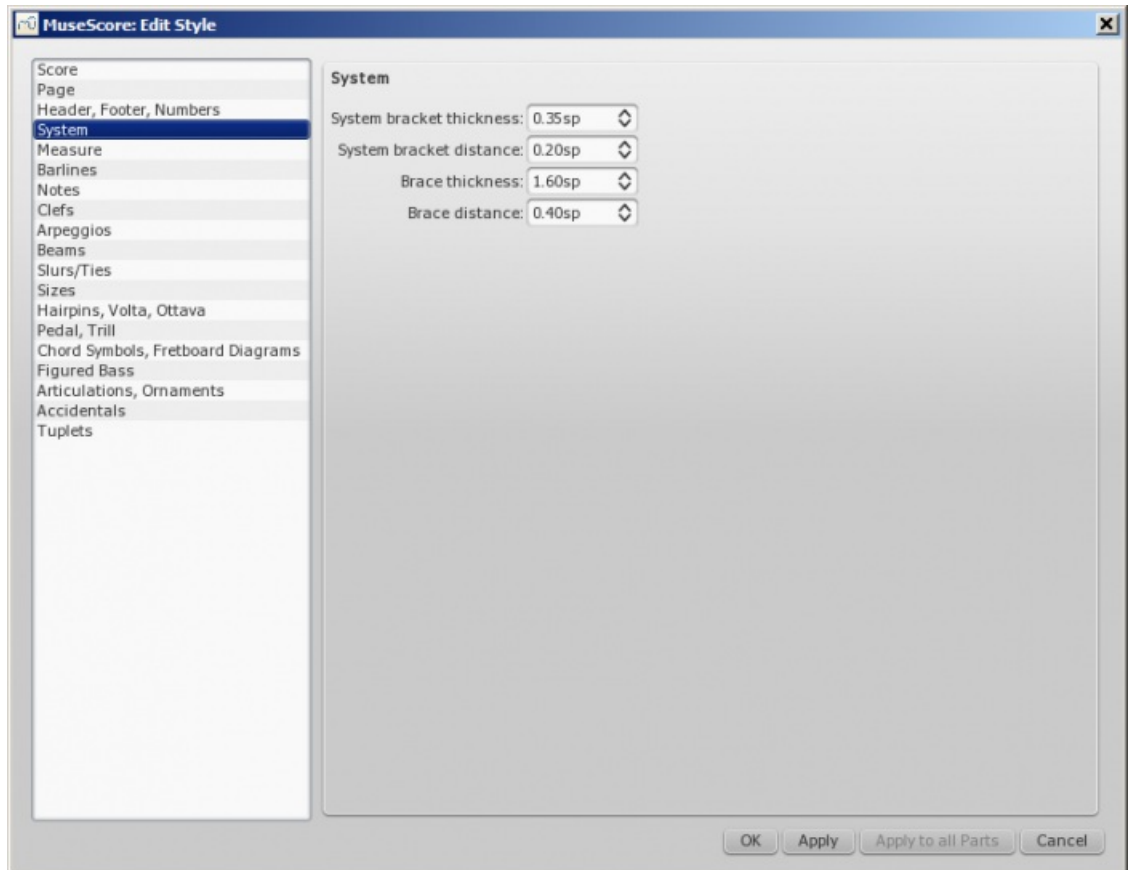 MuseScore: Edit Style
Score
Page
Header, Footer, Numbers
System
Measure
Barlines
Notes
Clefs
Arpeggios
Beams
Slurs/Ties
Sizes
Hairpins, Volta, Ottava
Pedal, Trill
Chord Symbols, Fretboard Diagrams
Figured Bass
Articulations, Ornaments
Accidentals
Tuplets
System
System bracket thickness: 0.35sp
System bracket distance: 0.20sp
Brace thickness: 1.60sp
Brace distance: 0.40sp
OK Apply Apply to all Parts Cancel